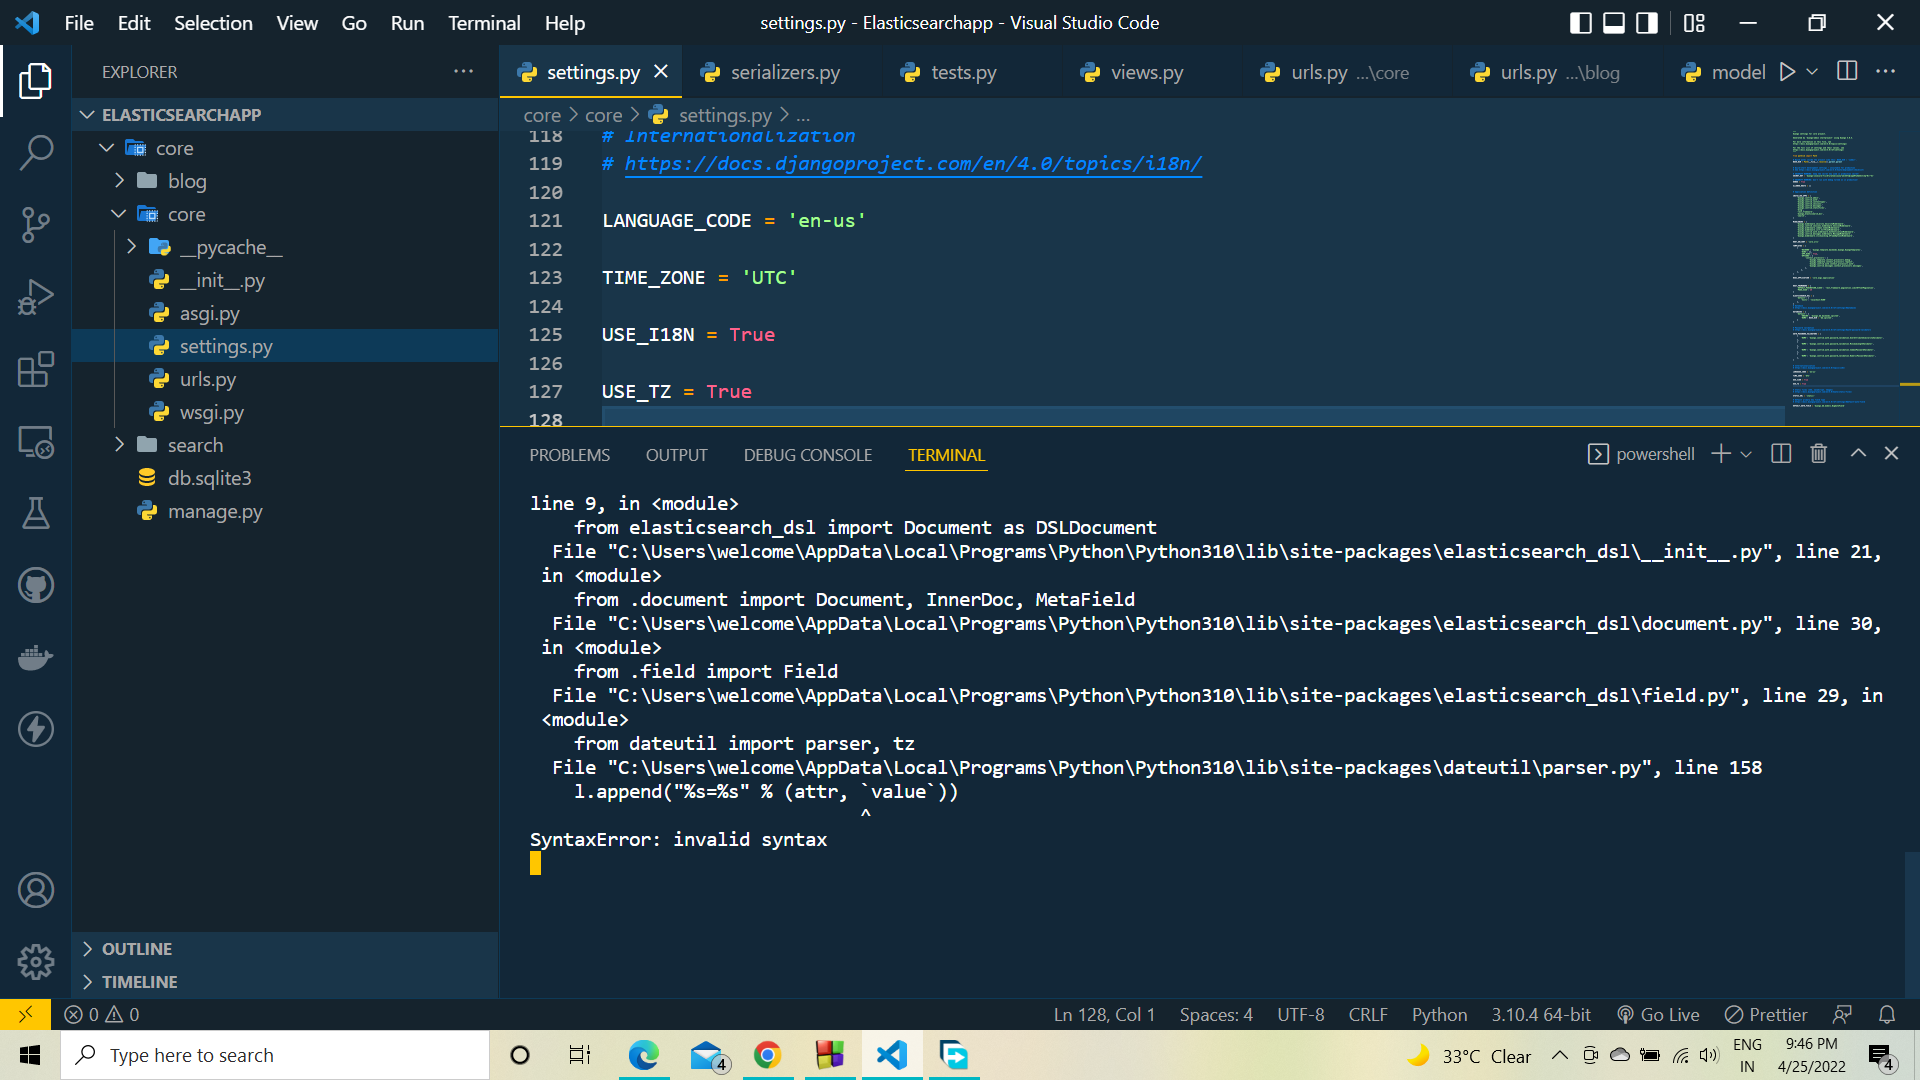 File Edit Selection View Go Run Terminal Help
settings.py - Elasticsearchapp - Visual Studio Code
EXPLORER
ELASTICSEARCHAPP
core
blog
core
__pycache__
__init__.py
asgi.py
settings.py
urls.py
wsgi.py
search
db.sqlite3
manage.py
OUTLINE
TIMELINE
settings.py serializers.py tests.py views.py urls.py ...\core urls.py ...\blog model
core > core > settings.py > ...
118 # Internationalization
119 # https://docs.djangoproject.com/en/4.0/topics/i18n/
120
121 LANGUAGE_CODE = 'en-us'
122
123 TIME_ZONE = 'UTC'
124
125 USE_I18N = True
126
127 USE_TZ = True
128
PROBLEMS OUTPUT DEBUG CONSOLE TERMINAL
powershell
line 9, in <module>
from elasticsearch_dsl import Document as DSLDocument
File "C:\Users\welcome\AppData\Local\Programs\Python\Python310\lib\site-packages\elasticsearch_dsl\__init__.py", line 21,
in <module>
from .document import Document, InnerDoc, MetaField
File "C:\Users\welcome\AppData\Local\Programs\Python\Python310\lib\site-packages\elasticsearch_dsl\document.py", line 30,
in <module>
from .field import Field
File "C:\Users\welcome\AppData\Local\Programs\Python\Python310\lib\site-packages\elasticsearch_dsl\field.py", line 29, in
<module>
from dateutil import parser, tz
File "C:\Users\welcome\AppData\Local\Programs\Python\Python310\lib\site-packages\dateutil\parser.py", line 158
l.append("%s=%s" % (attr, `value`))
^
SyntaxError: invalid syntax
0 0
Ln 128, Col 1 Spaces: 4 UTF-8 CRLF Python 3.10.4 64-bit Go Live Prettier
Type here to search
4
33°C Clear
ENG
IN
9:46 PM
4/25/2022
4